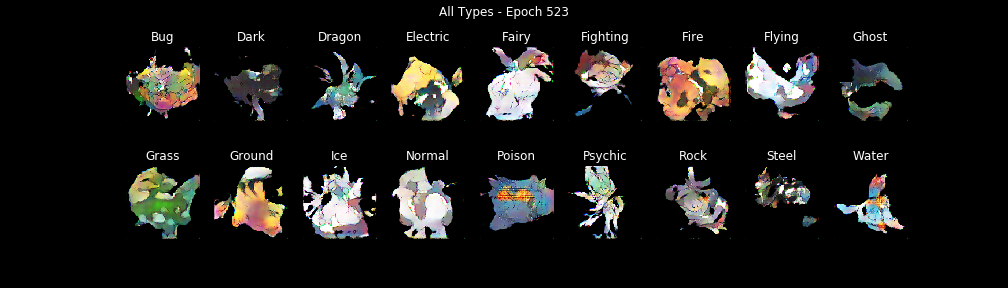 All Types - Epoch 523
Bug Dark Dragon Electric Fairy Fighting Fire Flying Ghost
Grass Ground Ice Normal Poison Psychic Rock Steel Water